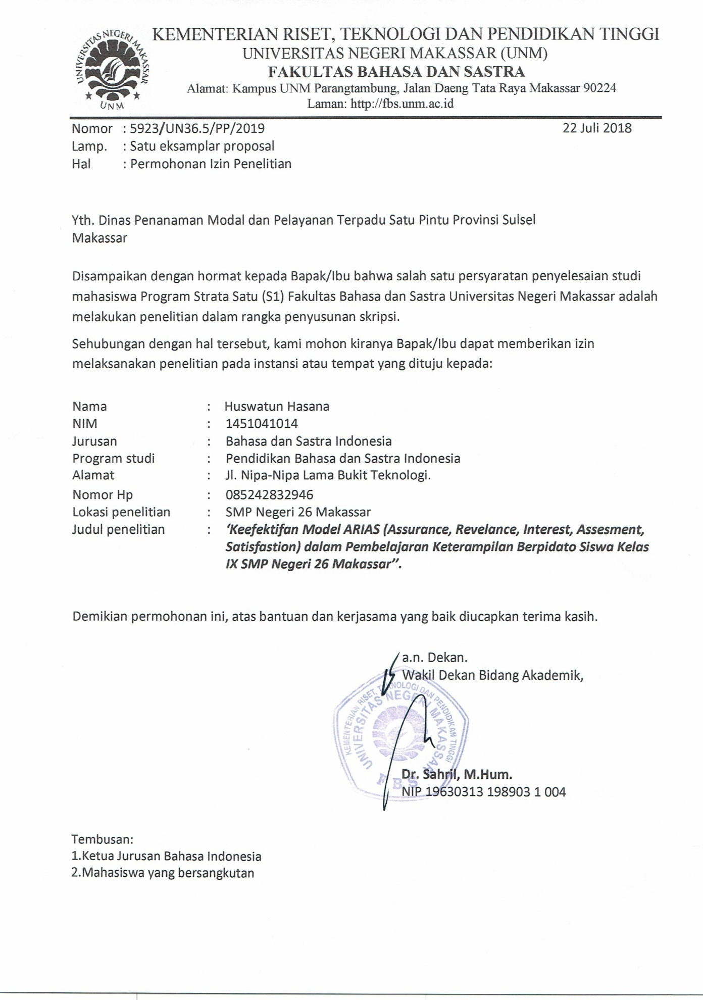 UNIVERSITAS NEGERI MAKASSAR
UNM
KEMENTERIAN RISET, TEKNOLOGI DAN PENDIDIKAN TINGGI
UNIVERSITAS NEGERI MAKASSAR (UNM)
FAKULTAS BAHASA DAN SASTRA
Alamat: Kampus UNM Parangtambung, Jalan Daeng Tata Raya Makassar 90224
Laman: http://fbs.unm.ac.id
Nomor : 5923/UN36.5/PP/2019 22 Juli 2018
Lamp. : Satu eksamplar proposal
Hal : Permohonan Izin Penelitian
Yth. Dinas Penanaman Modal dan Pelayanan Terpadu Satu Pintu Provinsi Sulsel
Makassar
Disampaikan dengan hormat kepada Bapak/Ibu bahwa salah satu persyaratan penyelesaian studi
mahasiswa Program Strata Satu (S1) Fakultas Bahasa dan Sastra Universitas Negeri Makassar adalah
melakukan penelitian dalam rangka penyusunan skripsi.
Sehubungan dengan hal tersebut, kami mohon kiranya Bapak/Ibu dapat memberikan izin
melaksanakan penelitian pada instansi atau tempat yang dituju kepada:
Nama : Huswatun Hasana
NIM : 1451041014
Jurusan : Bahasa dan Sastra Indonesia
Program studi : Pendidikan Bahasa dan Sastra Indonesia
Alamat : Jl. Nipa-Nipa Lama Bukit Teknologi.
Nomor Hp : 085242832946
Lokasi penelitian : SMP Negeri 26 Makassar
Judul penelitian : ‘Keefektifan Model ARIAS (Assurance, Revelance, Interest, Assesment,
Satisfastion) dalam Pembelajaran Keterampilan Berpidato Siswa Kelas
IX SMP Negeri 26 Makassar”.
Demikian permohonan ini, atas bantuan dan kerjasama yang baik diucapkan terima kasih.
a.n. Dekan.
Wakil Dekan Bidang Akademik,
KEMENTERIAN RISET, TEKNOLOGI DAN PENDIDIKAN TINGGI
UNIVERSITAS NEGERI MAKASSAR
FBS
Dr. Sahril, M.Hum.
NIP 19630313 198903 1 004
Tembusan:
1.Ketua Jurusan Bahasa Indonesia
2.Mahasiswa yang bersangkutan